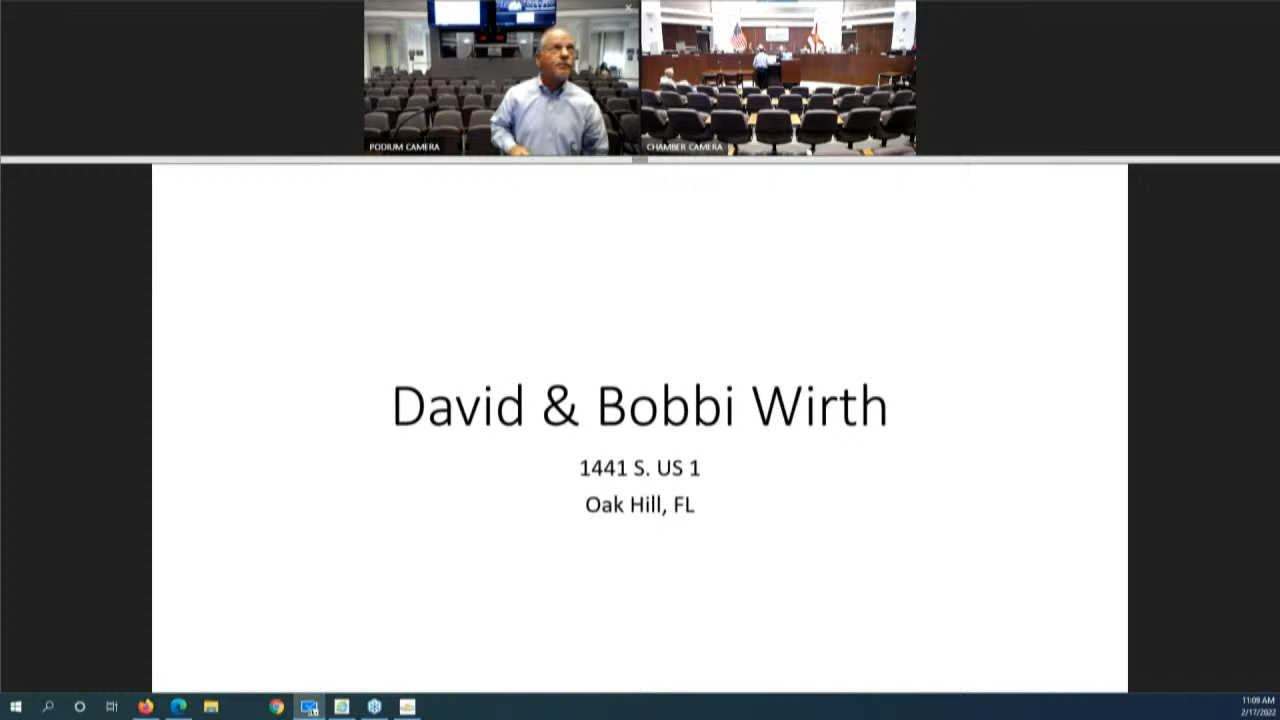 PODIUM CAMERA
CHAMBER CAMERA
David & Bobbi Wirth
1441 S. US 1
Oak Hill, FL
11:09 AM
2/17/2022